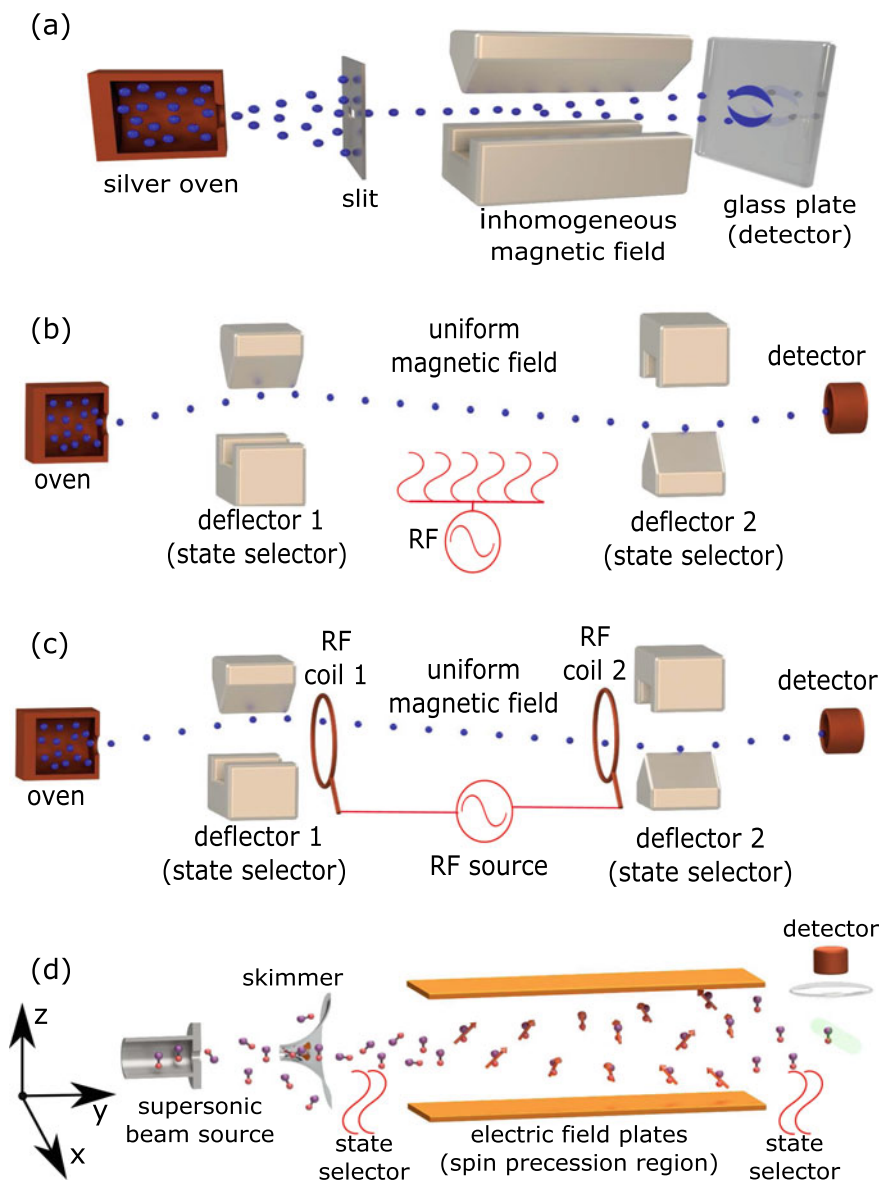 (a)
silver oven
slit
inhomogeneous
magnetic field
glass plate
(detector)
(b)
uniform
magnetic field
detector
oven
deflector 1
(state selector)
RF
deflector 2
(state selector)
(c)
RF
coil 1
uniform
magnetic field
RF
coil 2
detector
oven
deflector 1
(state selector)
RF source
deflector 2
(state selector)
(d)
detector
skimmer
z
y
x
supersonic
beam source
state
selector
electric field plates
(spin precession region)
state
selector